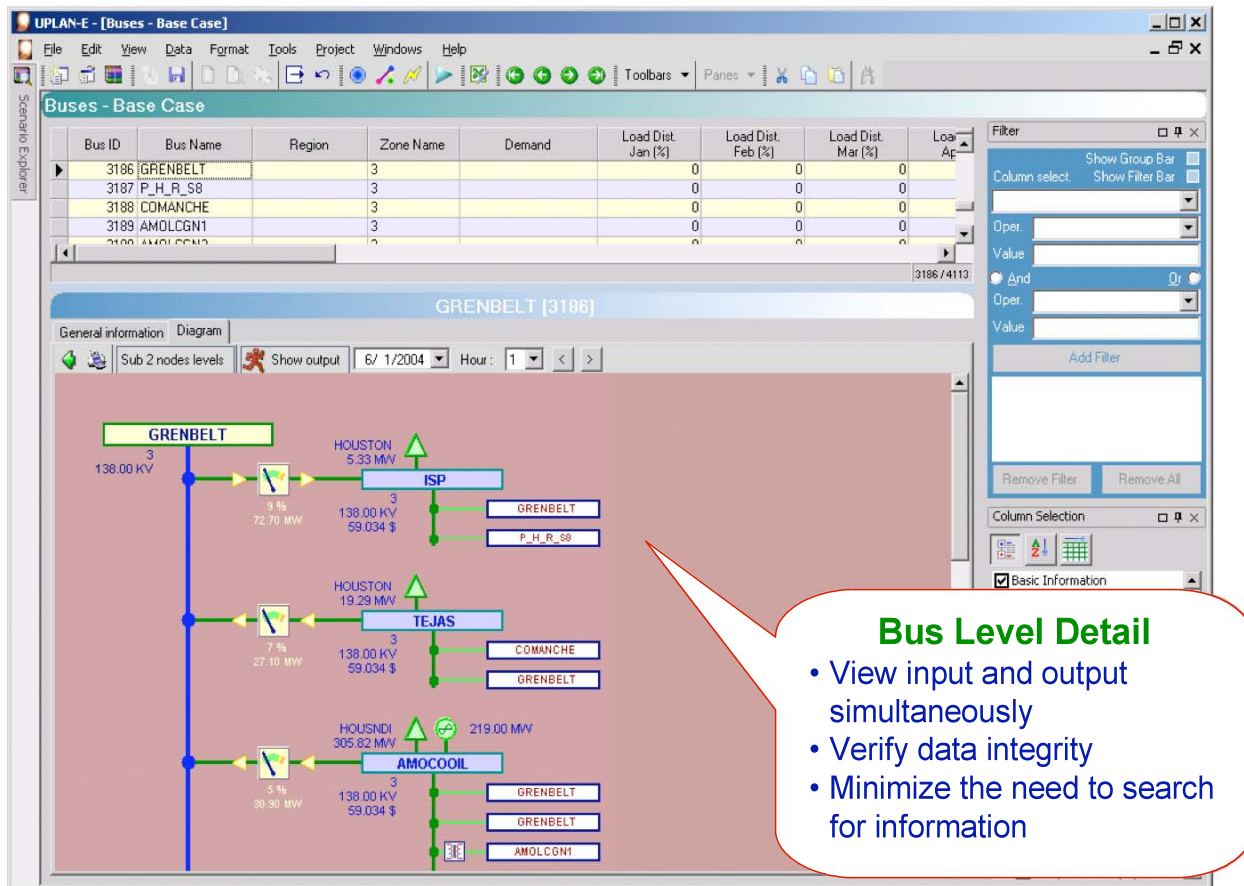 UPLAN-E - [Buses - Base Case]
File Edit View Data Format Tools Project Windows Help
Toolbars Panes
Scenario Explorer
Buses - Base Case
Bus ID Bus Name Region Zone Name Demand Load Dist. Jan (%) Load Dist. Feb (%) Load Dist. Mar (%)
3186 GRENBELT 3 0 0 0
3187 P_H_R_S8 3 0 0 0
3188 COMANCHE 3 0 0 0
3189 AMOLCGN1 3 0 0 0
3186 / 4113
Filter
Show Group Bar
Column select. Show Filter Bar
Oper.
Value
And Or
Oper.
Value
Add Filter
Remove Filter Remove All
Column Selection
Basic Information
GRENBELT [3186]
General information Diagram
Sub 2 nodes levels Show output 6/ 1/2004 Hour : 1 < >
GRENBELT
3
138.00 KV
HOUSTON
5.33 MW
ISP
9 %
72.70 MW
3
138.00 KV
59.034 $
GRENBELT
P_H_R_S8
HOUSTON
19.29 MW
TEJAS
7 %
27.10 MW
3
138.00 KV
59.034 $
COMANCHE
GRENBELT
HOUSNDI
305.82 MW
219.00 MW
AMOCOOIL
5 %
30.90 MW
3
138.00 KV
59.034 $
GRENBELT
GRENBELT
AMOLCGN1
Bus Level Detail
• View input and output
simultaneously
• Verify data integrity
• Minimize the need to search
for information